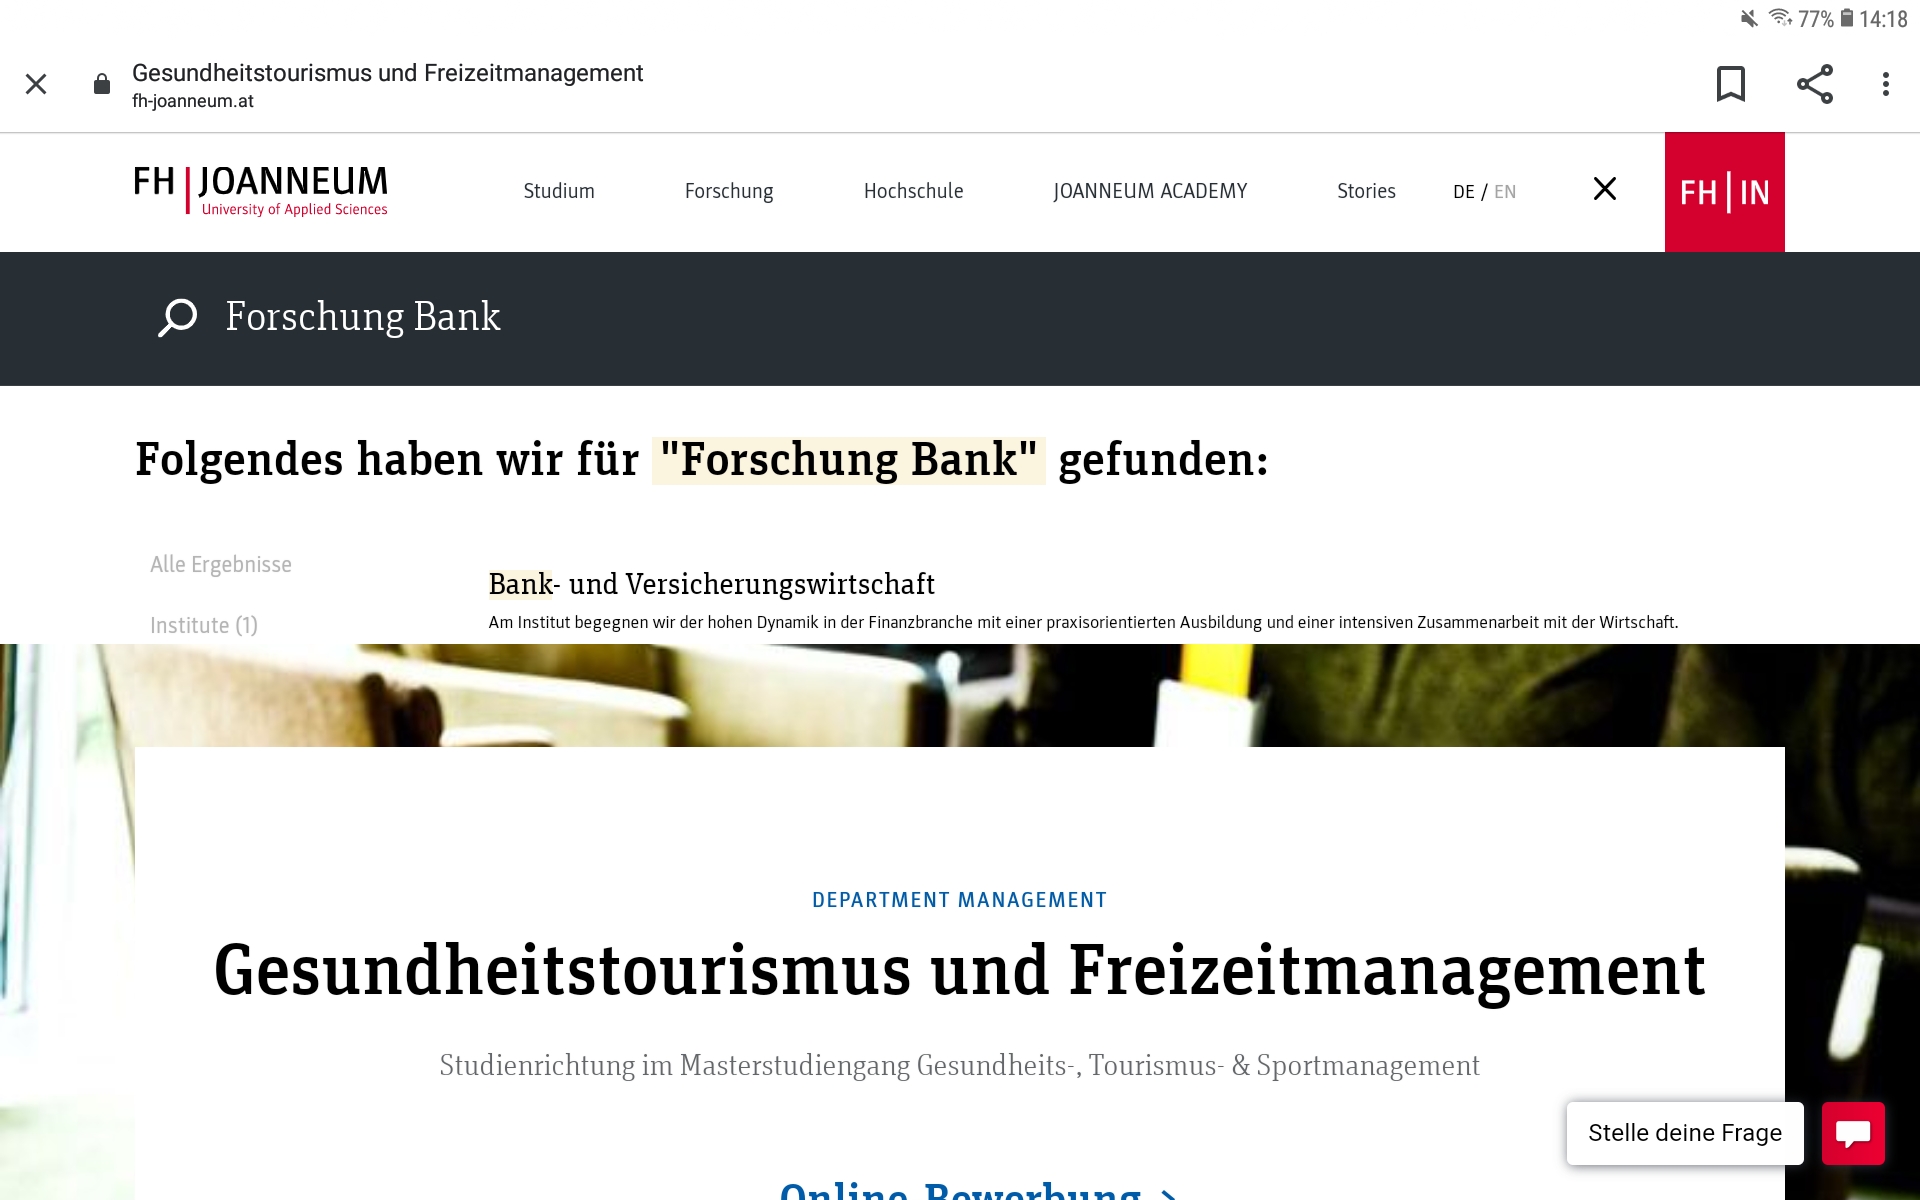 77% 14:18
Gesundheitstourismus und Freizeitmanagement
fh-joanneum.at
FH JOANNEUM
University of Applied Sciences
Studium Forschung Hochschule JOANNEUM ACADEMY Stories DE / EN
FH IN
Forschung Bank
Folgendes haben wir für "Forschung Bank" gefunden:
Alle Ergebnisse
Institute (1)
Bank- und Versicherungswirtschaft
Am Institut begegnen wir der hohen Dynamik in der Finanzbranche mit einer praxisorientierten Ausbildung und einer intensiven Zusammenarbeit mit der Wirtschaft.
DEPARTMENT MANAGEMENT
Gesundheitstourismus und Freizeitmanagement
Studienrichtung im Masterstudiengang Gesundheits-, Tourismus- & Sportmanagement
Stelle deine Frage
Online-Bewerbung >